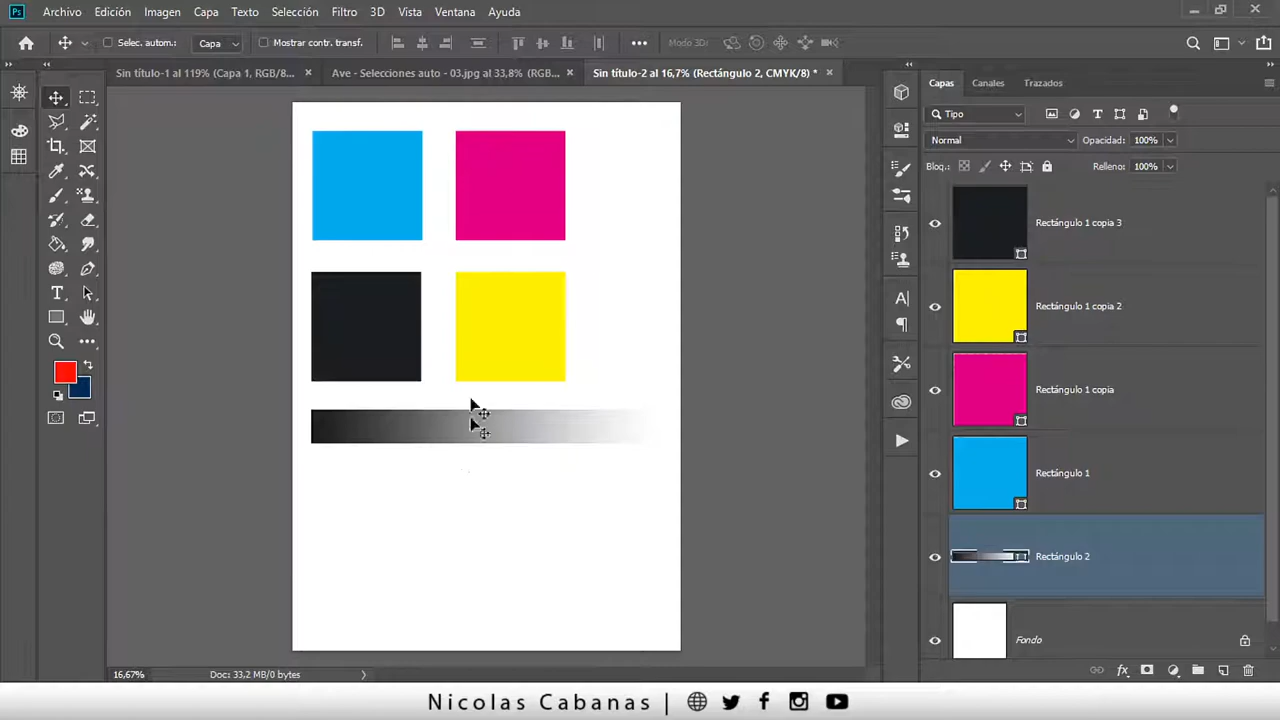 Ps Archivo Edición Imagen Capa Texto Selección Filtro 3D Vista Ventana Ayuda
Selec. autom.: Capa Mostrar contr. transf. Modo 3D:
Sin título-1 al 119% (Capa 1, RGB/8... × Ave - Selecciones auto - 03.jpg al 33,8% (RGB... × Sin título-2 al 16,7% (Rectángulo 2, CMYK/8) * ×
Capas Canales Trazados
Tipo
Normal Opacidad: 100%
Bloq.: Relleno: 100%
Rectángulo 1 copia 3
Rectángulo 1 copia 2
Rectángulo 1 copia
Rectángulo 1
Rectángulo 2
Fondo
16,67% Doc: 33,2 MB/0 bytes
Nicolas Cabanas |